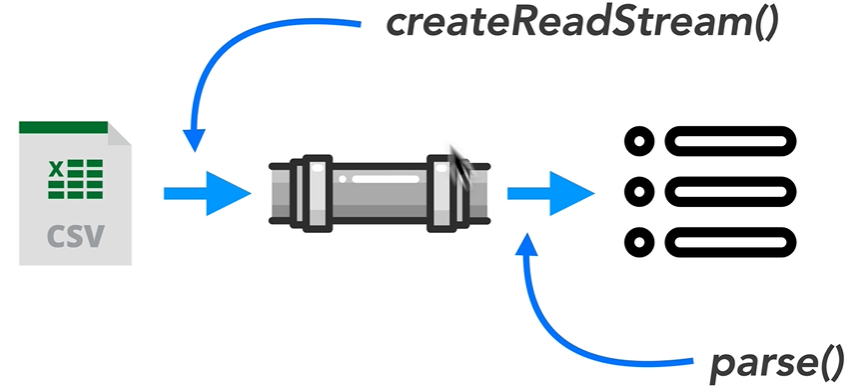 createReadStream()
X
CSV
parse()